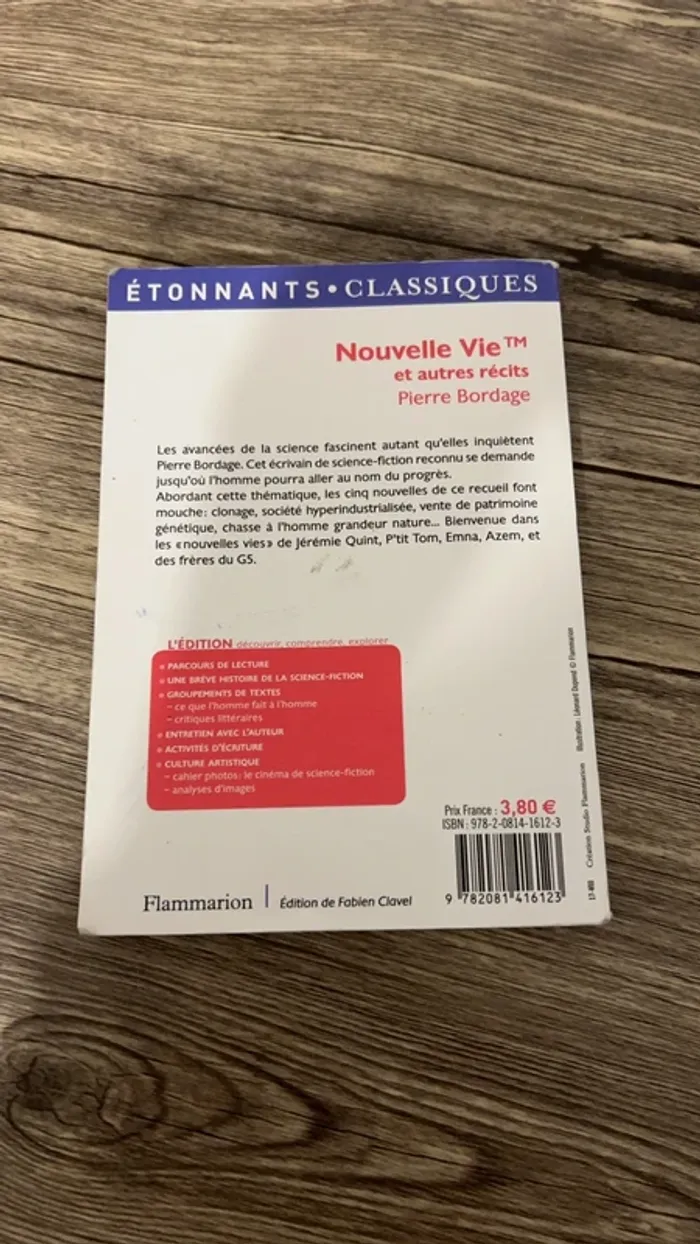 ÉTONNANTS • CLASSIQUES
Nouvelle Vie™
et autres récits
Pierre Bordage
Les avancées de la science fascinent autant qu'elles inquiètent
Pierre Bordage. Cet écrivain de science-fiction reconnu se demande
jusqu'où l'homme pourra aller au nom du progrès.
Abordant cette thématique, les cinq nouvelles de ce recueil font
mouche : clonage, société hyperindustrialisée, vente de patrimoine
génétique, chasse à l'homme grandeur nature... Bienvenue dans
les « nouvelles vies » de Jérémie Quint, P'tit Tom, Emna, Azem, et
des frères du G5.
L'ÉDITION découvrir, comprendre, explorer
• PARCOURS DE LECTURE
• UNE BRÈVE HISTOIRE DE LA SCIENCE-FICTION
• GROUPEMENTS DE TEXTES
– ce que l'homme fait à l'homme
– critiques littéraires
• ENTRETIEN AVEC L'AUTEUR
• ACTIVITÉS D'ÉCRITURE
• CULTURE ARTISTIQUE
– cahier photos : le cinéma de science-fiction
– analyses d'images
Prix France : 3,80 €
ISBN : 978-2-0814-1612-3
9 782081 416123
Flammarion
Édition de Fabien Clavel
Illustration : Léonard Dupond © Flammarion
Création Studio Flammarion